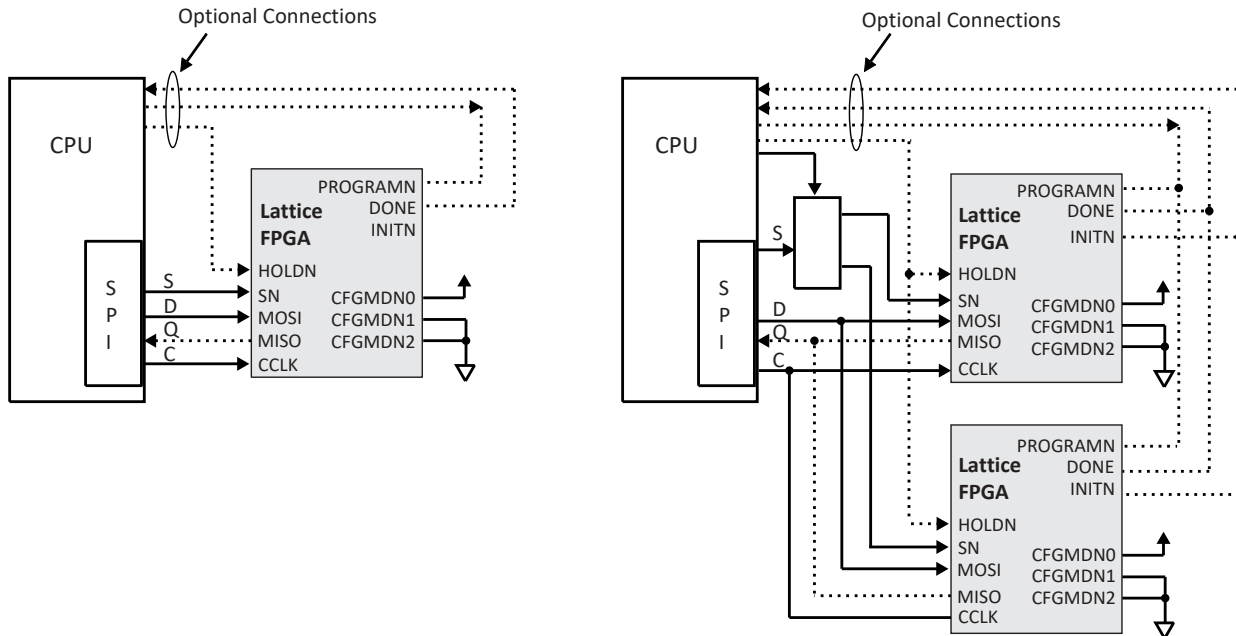 Optional Connections
CPU
PROGRAMN
Lattice
DONE
FPGA
INITN
HOLDN
S
P
I
S
SN
D
MOSI
Q
MISO
C
CCLK
CFGMDN0
CFGMDN1
CFGMDN2
Optional Connections
CPU
S
S
P
I
D
Q
C
PROGRAMN
Lattice
DONE
FPGA
INITN
HOLDN
SN
MOSI
MISO
CCLK
CFGMDN0
CFGMDN1
CFGMDN2
PROGRAMN
Lattice
DONE
FPGA
INITN
HOLDN
SN
MOSI
MISO
CCLK
CFGMDN0
CFGMDN1
CFGMDN2